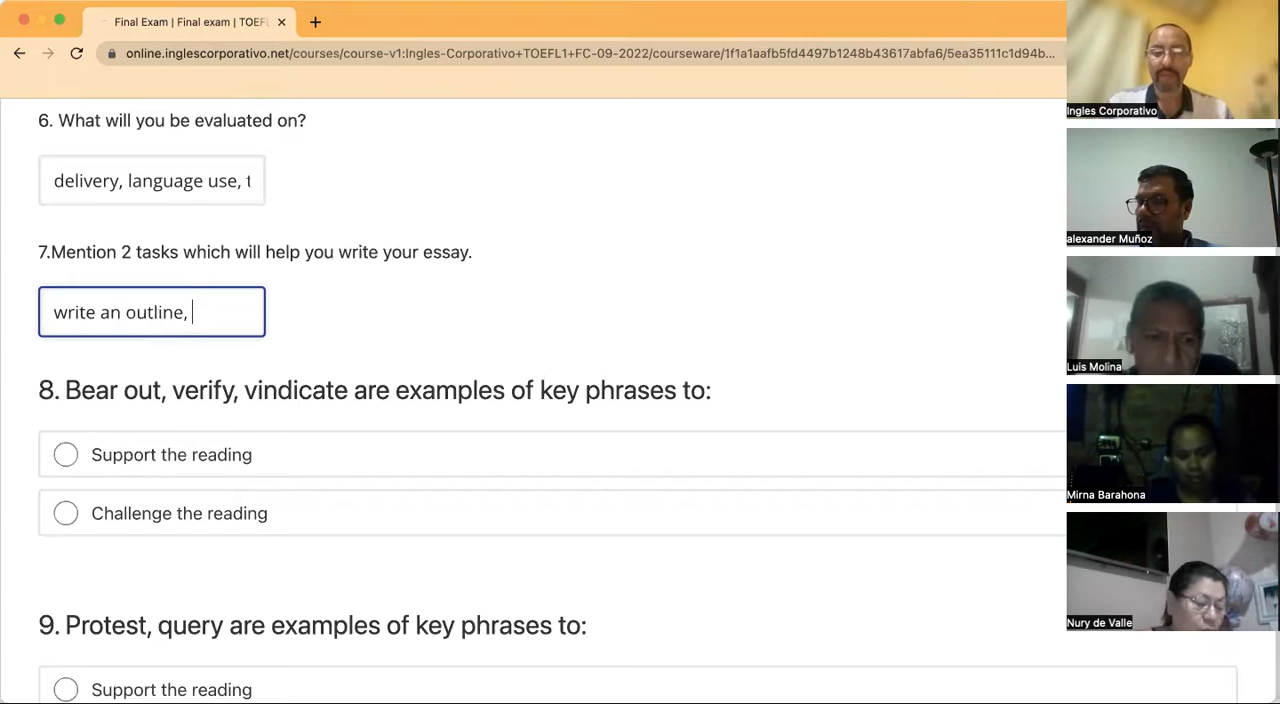 Final Exam | Final exam | TOEFL
online.inglescorporativo.net/courses/course-v1:Ingles-Corporativo+TOEFL1+FC-09-2022/courseware/1f1a1aafb5fd4497b1248b43617abfa6/5ea35111c1d94b...
6. What will you be evaluated on?
delivery, language use, t
7.Mention 2 tasks which will help you write your essay.
write an outline,
8. Bear out, verify, vindicate are examples of key phrases to:
Support the reading
Challenge the reading
9. Protest, query are examples of key phrases to:
Support the reading
Ingles Corporativo
alexander Muñoz
Luis Molina
Mirna Barahona
Nury de Valle